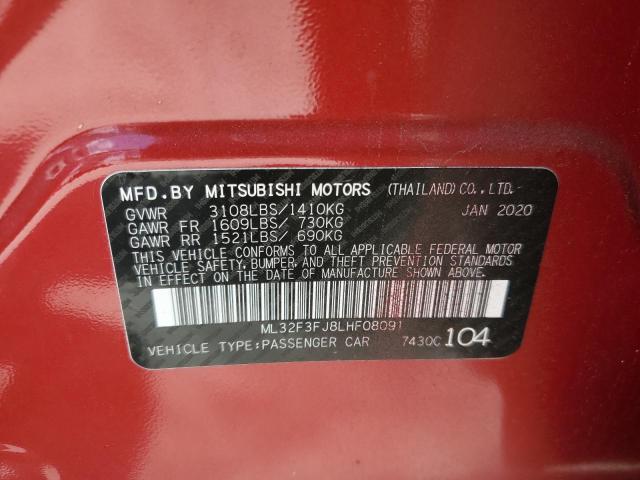 MFD.BY MITSUBISHI MOTORS (THAILAND)CO.,LTD.
GVWR 3108LBS/1410KG JAN 2020
GAWR FR 1609LBS/ 730KG
GAWR RR 1521LBS/ 690KG
THIS VEHICLE CONFORMS TO ALL APPLICABLE FEDERAL MOTOR
VEHICLE SAFETY, BUMPER, AND THEFT PREVENTION STANDARDS
IN EFFECT ON THE DATE OF MANUFACTURE SHOWN ABOVE.
ML32F3FJ8LHF08091
VEHICLE TYPE:PASSENGER CAR 7430C 104